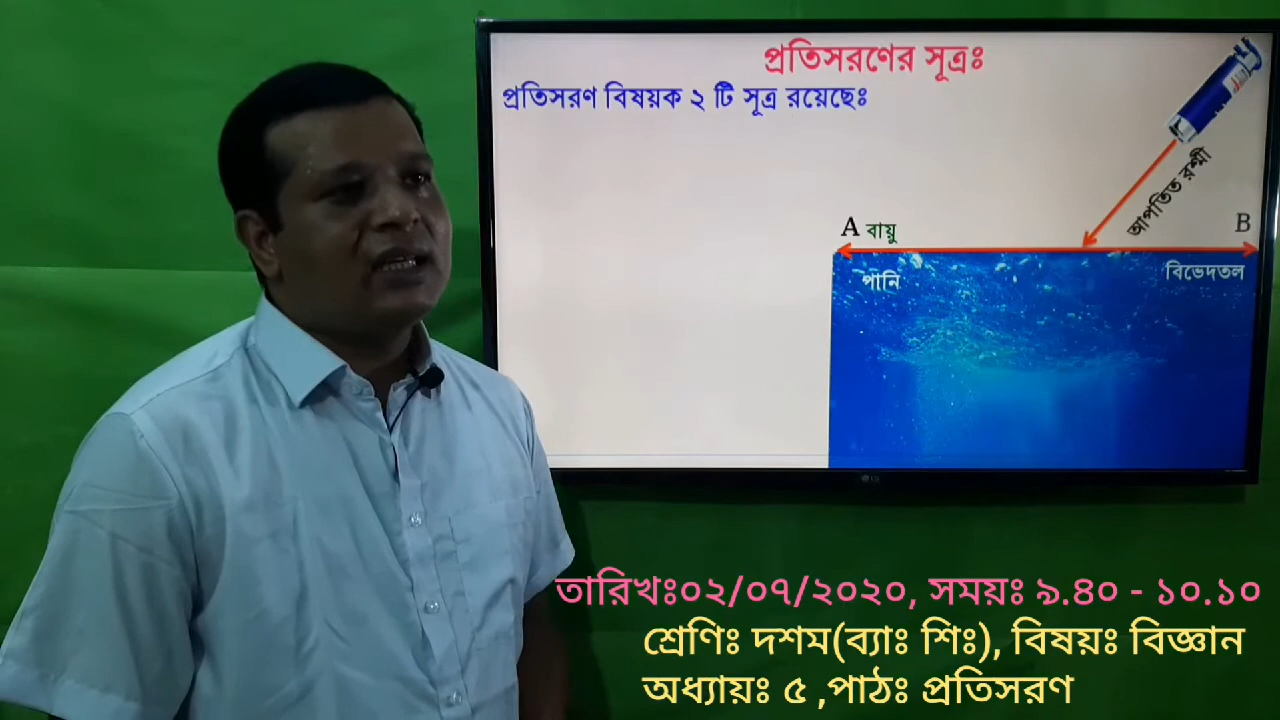 প্রতিসরণের সূত্রঃ
প্রতিসরণ বিষয়ক ২ টি সূত্র রয়েছেঃ
আপতিত রশ্মী
A বায়ু
B
পানি
বিভেদতল
LG
তারিখঃ০২/০৭/২০২০, সময়ঃ ৯.৪০ - ১০.১০
শ্রেণিঃ দশম(ব্যাঃ শিঃ), বিষয়ঃ বিজ্ঞান
অধ্যায়ঃ ৫ ,পাঠঃ প্রতিসরণ